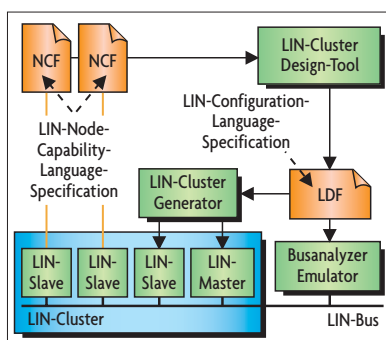 NCF
NCF
LIN-Cluster
Design-Tool
LIN-Configuration-
Language-
Specification
LIN-Node-
Capability-
Language-
Specification
LIN-Cluster
Generator
LDF
LIN-
Slave
LIN-
Slave
LIN-
Slave
LIN-
Master
Busanalyzer
Emulator
LIN-Cluster
LIN-Bus